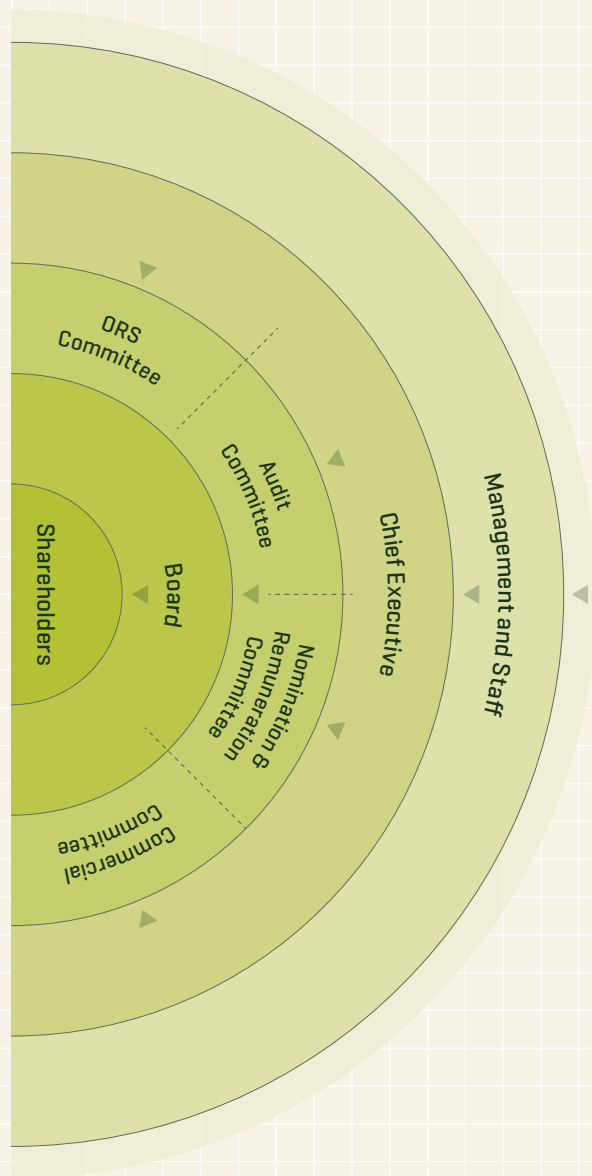 Shareholders
Board
ORS
Committee
Audit
Committee
Nomination &
Remuneration
Committee
Commercial
Committee
Chief Executive
Management and Staff